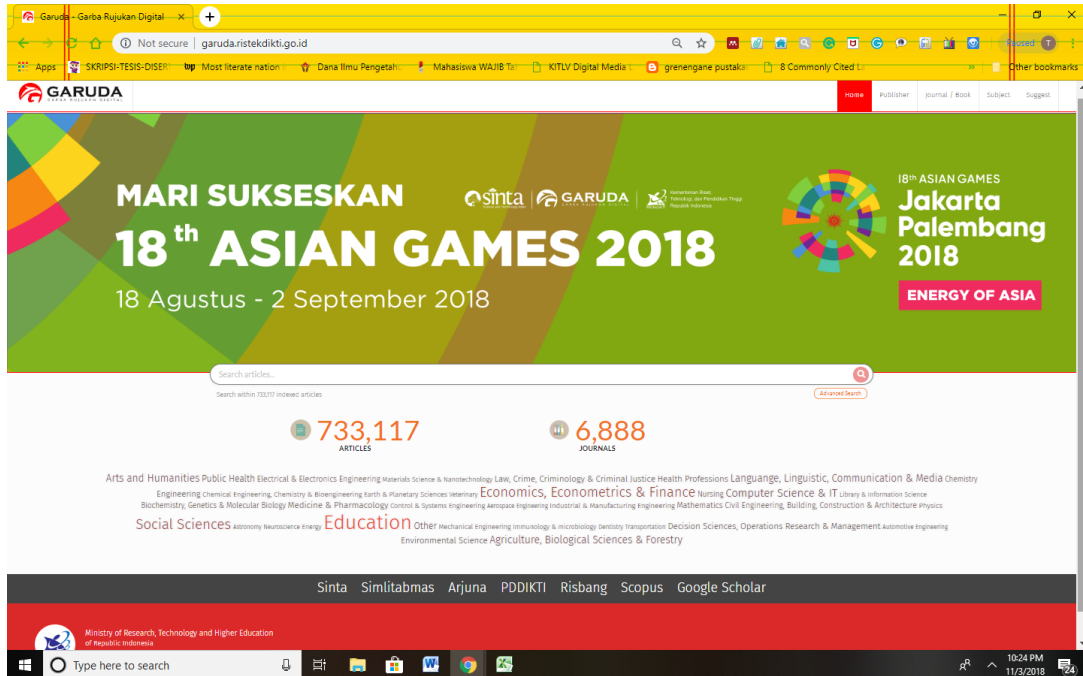 Garuda - Garba Rujukan Digital
Not secure | garuda.ristekdikti.go.id
Paused T
Apps SKRIPSI-TESIS-DISER Most literate nation Dana Ilmu Pengetah Mahasiswa WAJIB Ta KITLV Digital Media L grenengane pustaka 8 Commonly Cited La » Other bookmarks
GARUDA
GARBA RUJUKAN DIGITAL
Home Publisher Journal / Book Subject Suggest
MARI SUKSESKAN
sinta GARUDA
Kementerian Riset,
Teknologi, dan Pendidikan Tinggi
Republik Indonesia
18th ASIAN GAMES 2018
18 Agustus - 2 September 2018
18th ASIAN GAMES
Jakarta
Palembang
2018
ENERGY OF ASIA
Search articles..
Search within 733,117 indexed articles
Advanced Search
733,117
ARTICLES
6,888
JOURNALS
Arts and Humanities Public Health Electrical & Electronics Engineering Materials Science & Nanotechnology Law, Crime, Criminology & Criminal Justice Health Professions Languange, Linguistic, Communication & Media Chemistry
Engineering Chemical Engineering, Chemistry & Bioengineering Earth & Planetary Sciences Veterinary Economics, Econometrics & Finance Nursing Computer Science & IT Library & Information Science
Biochemistry, Genetics & Molecular Biology Medicine & Pharmacology Control & Systems Engineering Aerospace Engineering Industrial & Manufacturing Engineering Mathematics Civil Engineering, Building, Construction & Architecture Physics
Social Sciences Astronomy Neuroscience Energy Education Other Mechanical Engineering Immunology & microbiology Dentistry Transportation Decision Sciences, Operations Research & Management Automotive Engineering
Environmental Science Agriculture, Biological Sciences & Forestry
Sinta Simlitabmas Arjuna PDDIKTI Risbang Scopus Google Scholar
Ministry of Research, Technology and Higher Education
of Republic Indonesia
Type here to search
10:24 PM
11/3/2018
24